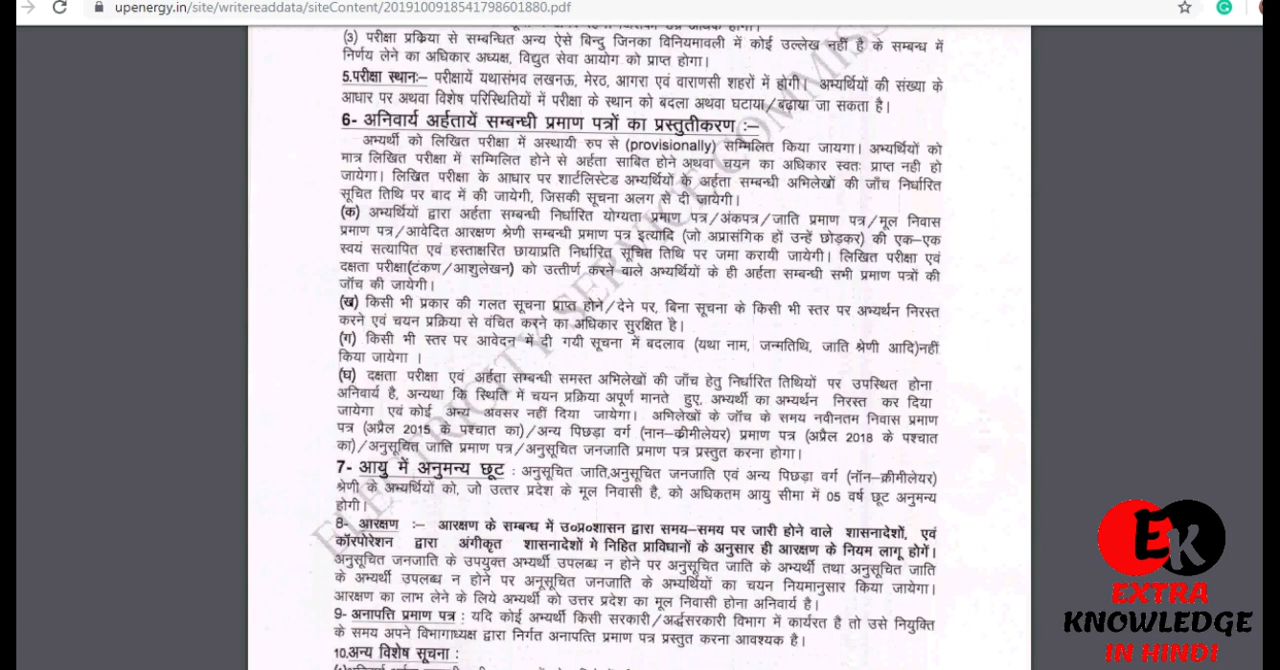 upenergy.in/site/writereaddata/siteContent/201910091854179860​1880.pdf
(3) परीक्षा प्रक्रिया से सम्बन्धित अन्य ऐसे बिन्दु जिनका विनियमावली में कोई उल्लेख नहीं है के सम्बन्ध में
निर्णय लेने का अधिकार अध्यक्ष, विद्युत सेवा आयोग को प्राप्त होगा।
5.परीक्षा स्थानः– परीक्षायें यथासंभव लखनऊ, मेरठ, आगरा एवं वाराणसी शहरों में होगी। अभ्यर्थियों की संख्या के
आधार पर अथवा विशेष परिस्थितियों में परीक्षा के स्थान को बदला अथवा घटाया/बढ़ाया जा सकता है।
6- अनिवार्य अर्हतायें सम्बन्धी प्रमाण पत्रों का प्रस्तुतीकरण :–
अभ्यर्थी को लिखित परीक्षा में अस्थायी रुप से (provisionally) सम्मिलित किया जायगा। अभ्यर्थियों को
मात्र लिखित परीक्षा में सम्मिलित होने से अर्हता साबित होने अथवा चयन का अधिकार स्वतः प्राप्त नही हो
जायेगा। लिखित परीक्षा के आधार पर शार्टलिस्टेड अभ्यर्थियों के अर्हता सम्बन्धी अभिलेखों की जाँच निर्धारित
सूचित तिथि पर बाद में की जायेगी, जिसकी सूचना अलग से दी जायेगी।
(क) अभ्यर्थियों द्वारा अर्हता सम्बन्धी निर्धारित योग्यता प्रमाण पत्र/अंकपत्र/जाति प्रमाण पत्र/मूल निवास
प्रमाण पत्र/आवेदित आरक्षण श्रेणी सम्बन्धी प्रमाण पत्र इत्यादि (जो अप्रासंगिक हों उन्हें छोड़कर) की एक–एक
स्वयं सत्यापित एवं हस्ताक्षरित छायाप्रति निर्धारित सूचित तिथि पर जमा करायी जायेगी। लिखित परीक्षा एवं
दक्षता परीक्षा(टंकण/आशुलेखन) को उत्तीर्ण करने वाले अभ्यर्थियों के ही अर्हता सम्बन्धी सभी प्रमाण पत्रों की
जाँच की जायेगी।
(ख) किसी भी प्रकार की गलत सूचना प्राप्त होने/देने पर, बिना सूचना के किसी भी स्तर पर अभ्यर्थन निरस्त
करने एवं चयन प्रक्रिया से वंचित करने का अधिकार सुरक्षित है।
(ग) किसी भी स्तर पर आवेदन में दी गयी सूचना में बदलाव (यथा नाम, जन्मतिथि, जाति श्रेणी आदि)नहीं
किया जायेगा ।
(घ) दक्षता परीक्षा एवं अर्हता सम्बन्धी समस्त अभिलेखों की जाँच हेतु निर्धारित तिथियों पर उपस्थित होना
अनिवार्य है, अन्यथा कि स्थिति में चयन प्रक्रिया अपूर्ण मानते हुए, अभ्यर्थी का अभ्यर्थन निरस्त कर दिया
जायेगा एवं कोई अन्य अवसर नहीं दिया जायेगा। अभिलेखों के जाँच के समय नवीनतम निवास प्रमाण
पत्र (अप्रैल 2015 के पश्चात का)/अन्य पिछड़ा वर्ग (नान–क्रीमीलेयर) प्रमाण पत्र (अप्रैल 2018 के पश्चात
का)/अनुसूचित जाति प्रमाण पत्र/अनुसूचित जनजाति प्रमाण पत्र प्रस्तुत करना होगा।
7- आयु में अनुमन्य छूट : अनुसूचित जाति,अनुसूचित जनजाति एवं अन्य पिछड़ा वर्ग (नॉन–क्रीमीलेयर)
श्रेणी के अभ्यर्थियों को, जो उत्तर प्रदेश के मूल निवासी है, को अधिकतम आयु सीमा में 05 वर्ष छूट अनुमन्य
होगी।
8- आरक्षण :– आरक्षण के सम्बन्ध में उ०प्र०शासन द्वारा समय–समय पर जारी होने वाले शासनादेशों, एवं
कॉरपोरेशन द्वारा अंगीकृत शासनादेशों मे निहित प्राविधानों के अनुसार ही आरक्षण के नियम लागू होगें।
अनुसूचित जनजाति के उपयुक्त अभ्यर्थी उपलब्ध न होने पर अनुसूचित जाति के अभ्यर्थी तथा अनुसूचित जाति
के अभ्यर्थी उपलब्ध न होने पर अनूसूचित जनजाति के अभ्यर्थियों का चयन नियमानुसार किया जायेगा।
आरक्षण का लाभ लेने के लिये अभ्यर्थी को उत्तर प्रदेश का मूल निवासी होना अनिवार्य है।
9- अनापति प्रमाण पत्र : यदि कोई अभ्यर्थी किसी सरकारी/अर्द्धसरकारी विभाग में कार्यरत है तो उसे नियुक्ति
के समय अपने विभागाध्यक्ष द्वारा निर्गत अनापत्ति प्रमाण पत्र प्रस्तुत करना आवश्यक है।
10.अन्य विशेष सूचना :
ELECTRICITY SERVICE COMMISS
EK
EXTRA
KNOWLEDGE
IN HINDI